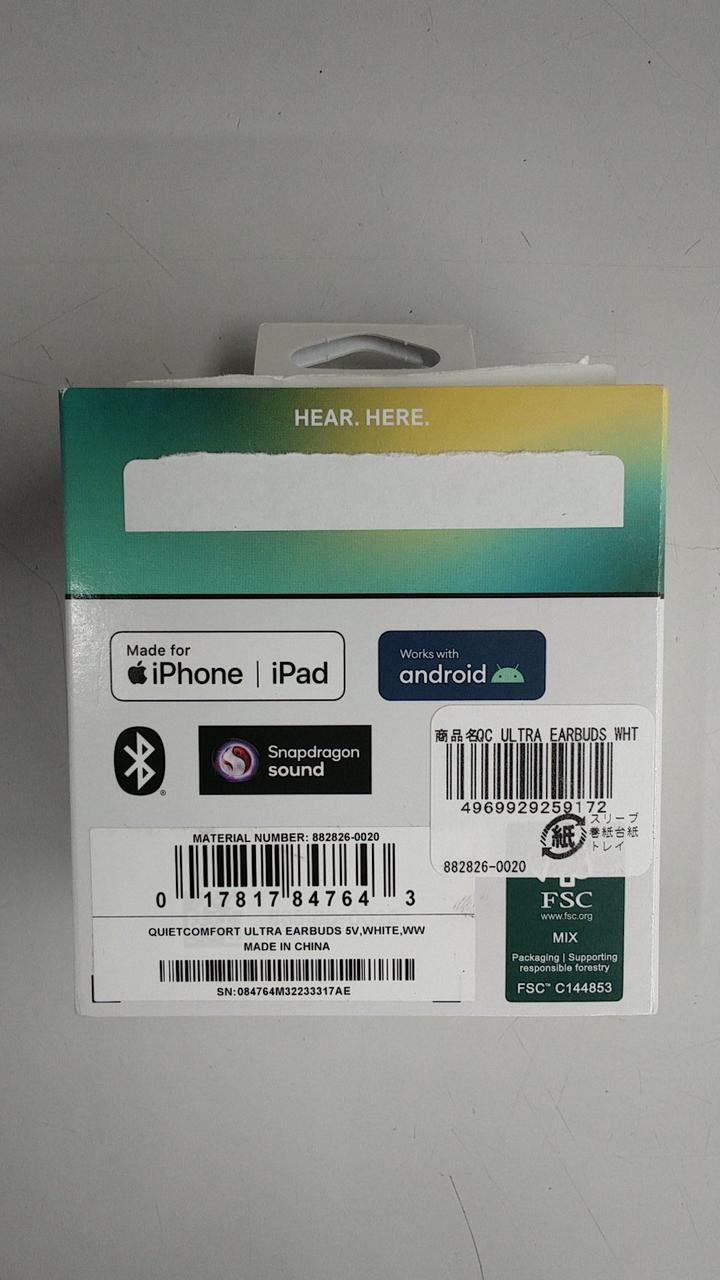 HEAR. HERE.
Made for
iPhone | iPad
Works with
android
Snapdragon
sound
商品名QC ULTRA EARBUDS WHT
4969929259172
紙
スリーブ
巻紙台紙
トレイ
882826-0020
MATERIAL NUMBER: 882826-0020
0 17817 84764 3
QUIETCOMFORT ULTRA EARBUDS 5V,WHITE,WW
MADE IN CHINA
SN:084764M32233317AE
FSC
www.fsc.org
MIX
Packaging | Supporting
responsible forestry
FSC™ C144853